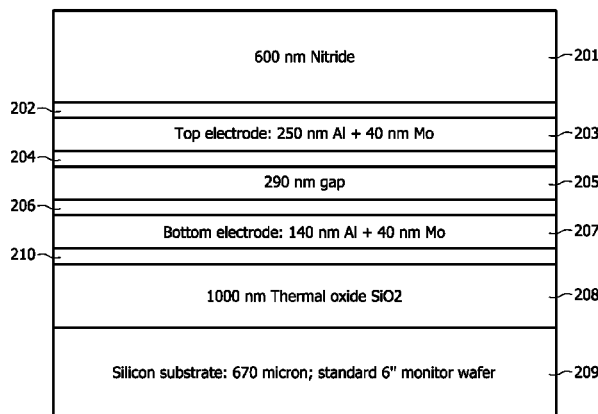 600 nm Nitride
201
202
Top electrode: 250 nm Al + 40 nm Mo
203
204
290 nm gap
205
206
Bottom electrode: 140 nm Al + 40 nm Mo
207
210
1000 nm Thermal oxide SiO2
208
Silicon substrate: 670 micron; standard 6" monitor wafer
209